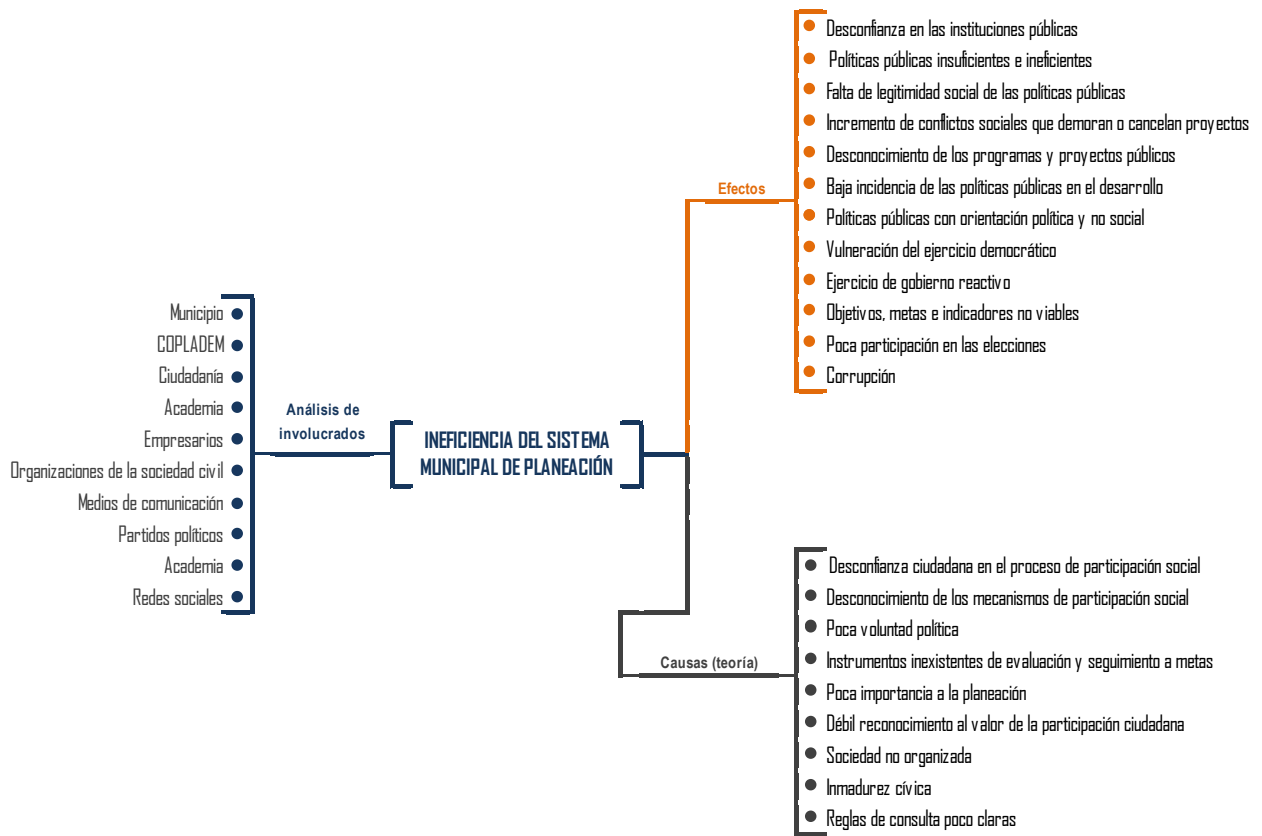 Desconfianza en las instituciones públicas
Políticas públicas insuficientes e ineficientes
Falta de legitimidad social de las políticas públicas
Incremento de conflictos sociales que demoran o cancelan proyectos
Desconocimiento de los programas y proyectos públicos
Baja incidencia de las políticas públicas en el desarrollo
Políticas públicas con orientación política y no social
Vulneración del ejercicio democrático
Ejercicio de gobierno reactivo
Objetivos, metas e indicadores no viables
Poca participación en las elecciones
Corrupción
Efectos
Municipio
COPLADEM
Ciudadanía
Academia
Empresarios
Organizaciones de la sociedad civil
Medios de comunicación
Partidos políticos
Academia
Redes sociales
Análisis de
involucrados
INEFICIENCIA DEL SISTEMA
MUNICIPAL DE PLANEACIÓN
Causas (teoría)
Desconfianza ciudadana en el proceso de participación social
Desconocimiento de los mecanismos de participación social
Poca voluntad política
Instrumentos inexistentes de evaluación y seguimiento a metas
Poca importancia a la planeación
Débil reconocimiento al valor de la participación ciudadana
Sociedad no organizada
Inmadurez cívica
Reglas de consulta poco claras